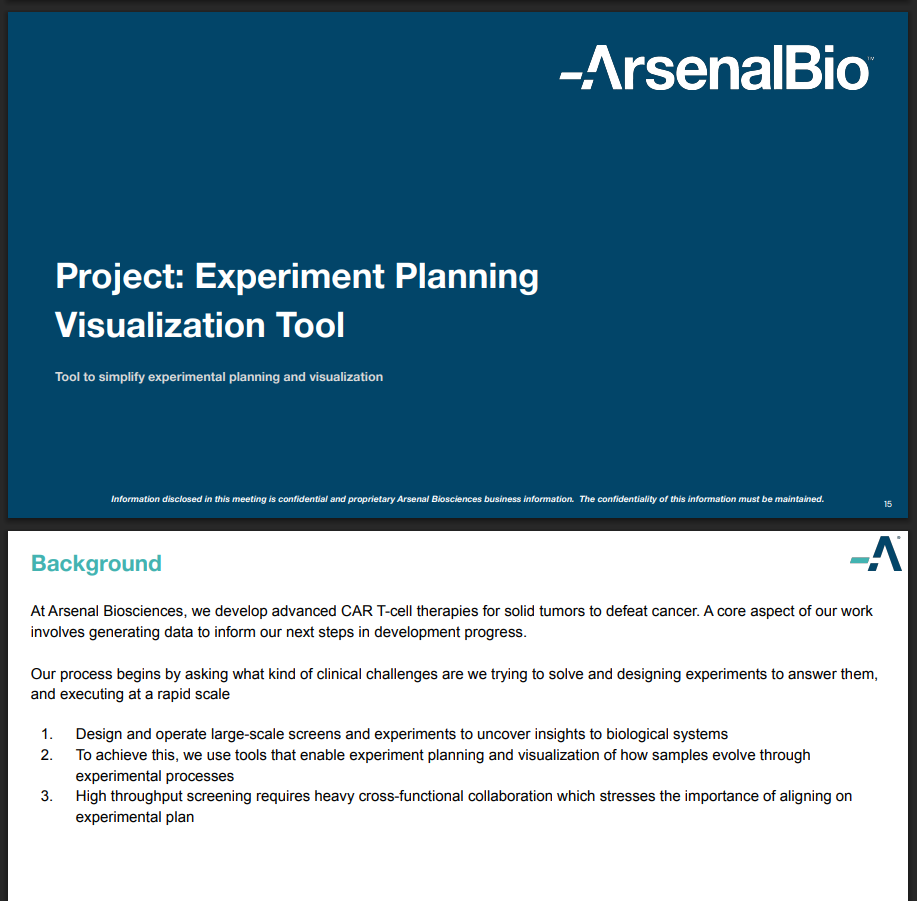 ArsenalBio™
Project: Experiment Planning
Visualization Tool
Tool to simplify experimental planning and visualization
Information disclosed in this meeting is confidential and proprietary Arsenal Biosciences business information.  The confidentiality of this information must be maintained.
15
Background
At Arsenal Biosciences, we develop advanced CAR T-cell therapies for solid tumors to defeat cancer. A core aspect of our work
involves generating data to inform our next steps in development progress.
Our process begins by asking what kind of clinical challenges are we trying to solve and designing experiments to answer them,
and executing at a rapid scale
1. Design and operate large-scale screens and experiments to uncover insights to biological systems
2. To achieve this, we use tools that enable experiment planning and visualization of how samples evolve through
experimental processes
3. High throughput screening requires heavy cross-functional collaboration which stresses the importance of aligning on
experimental plan